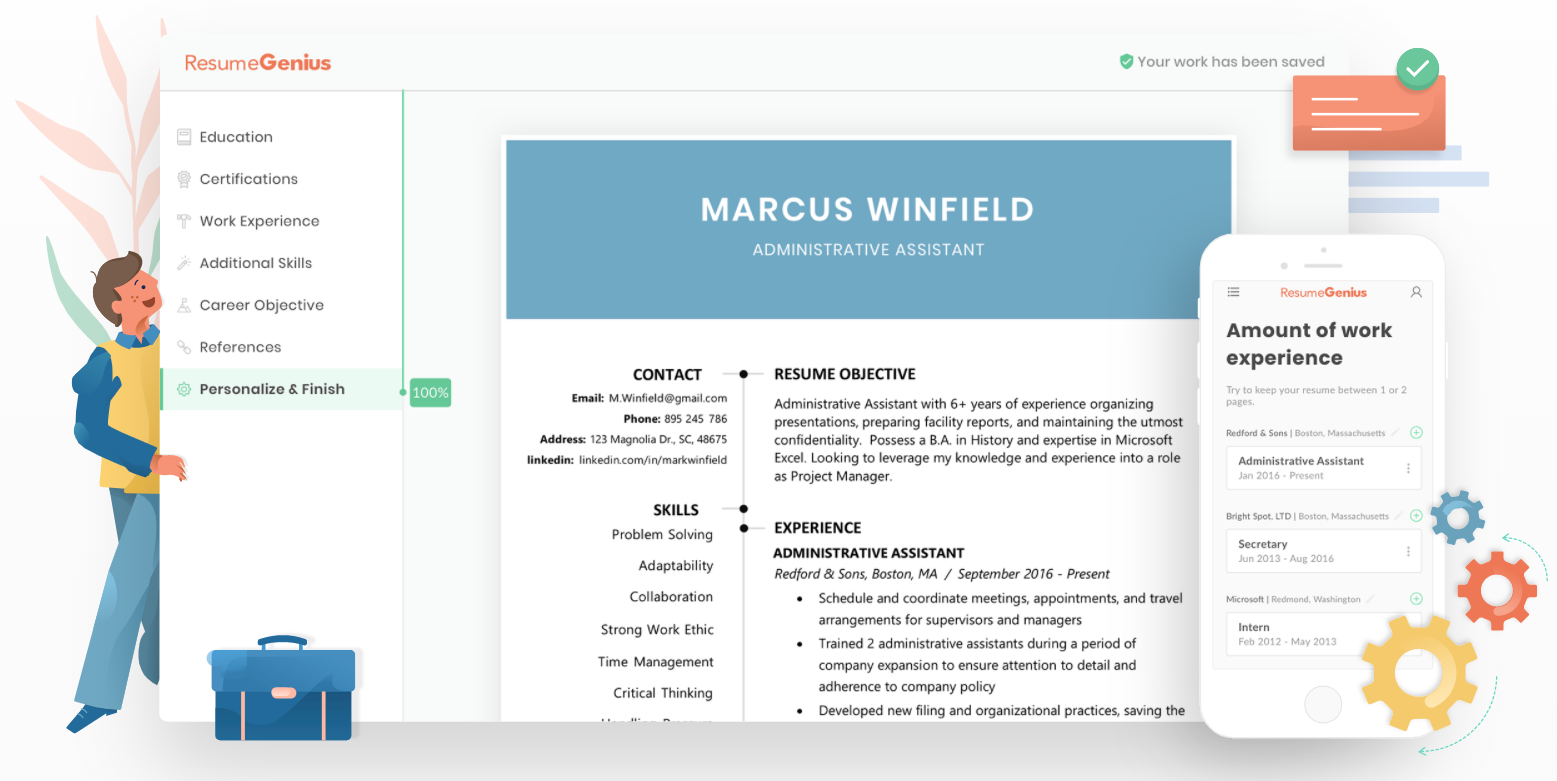 ResumeGenius
Your work has been saved
Education
Certifications
Work Experience
Additional Skills
Career Objective
References
Personalize & Finish
100%
MARCUS WINFIELD
ADMINISTRATIVE ASSISTANT
CONTACT
Email: M.Winfield@gmail.com
Phone: 895 245 786
Address: 123 Magnolia Dr., SC, 48675
linkedin: linkedin.com/in/markwinfield
SKILLS
Problem Solving
Adaptability
Collaboration
Strong Work Ethic
Time Management
Critical Thinking
RESUME OBJECTIVE
Administrative Assistant with 6+ years of experience organizing
presentations, preparing facility reports, and maintaining the utmost
confidentiality. Possess a B.A. in History and expertise in Microsoft
Excel. Looking to leverage my knowledge and experience into a role
as Project Manager.
EXPERIENCE
ADMINISTRATIVE ASSISTANT
Redford & Sons, Boston, MA / September 2016 - Present
• Schedule and coordinate meetings, appointments, and travel
arrangements for supervisors and managers
• Trained 2 administrative assistants during a period of
company expansion to ensure attention to detail and
adherence to company policy
• Developed new filing and organizational practices, saving the
ResumeGenius
Amount of work
experience
Try to keep your resume between 1 or 2
pages.
Redford & Sons | Boston, Massachusetts
Administrative Assistant
Jan 2016 - Present
Bright Spot, LTD | Boston, Massachusetts
Secretary
Jun 2013 - Aug 2016
Microsoft | Redmond, Washington
Intern
Feb 2012 - May 2013